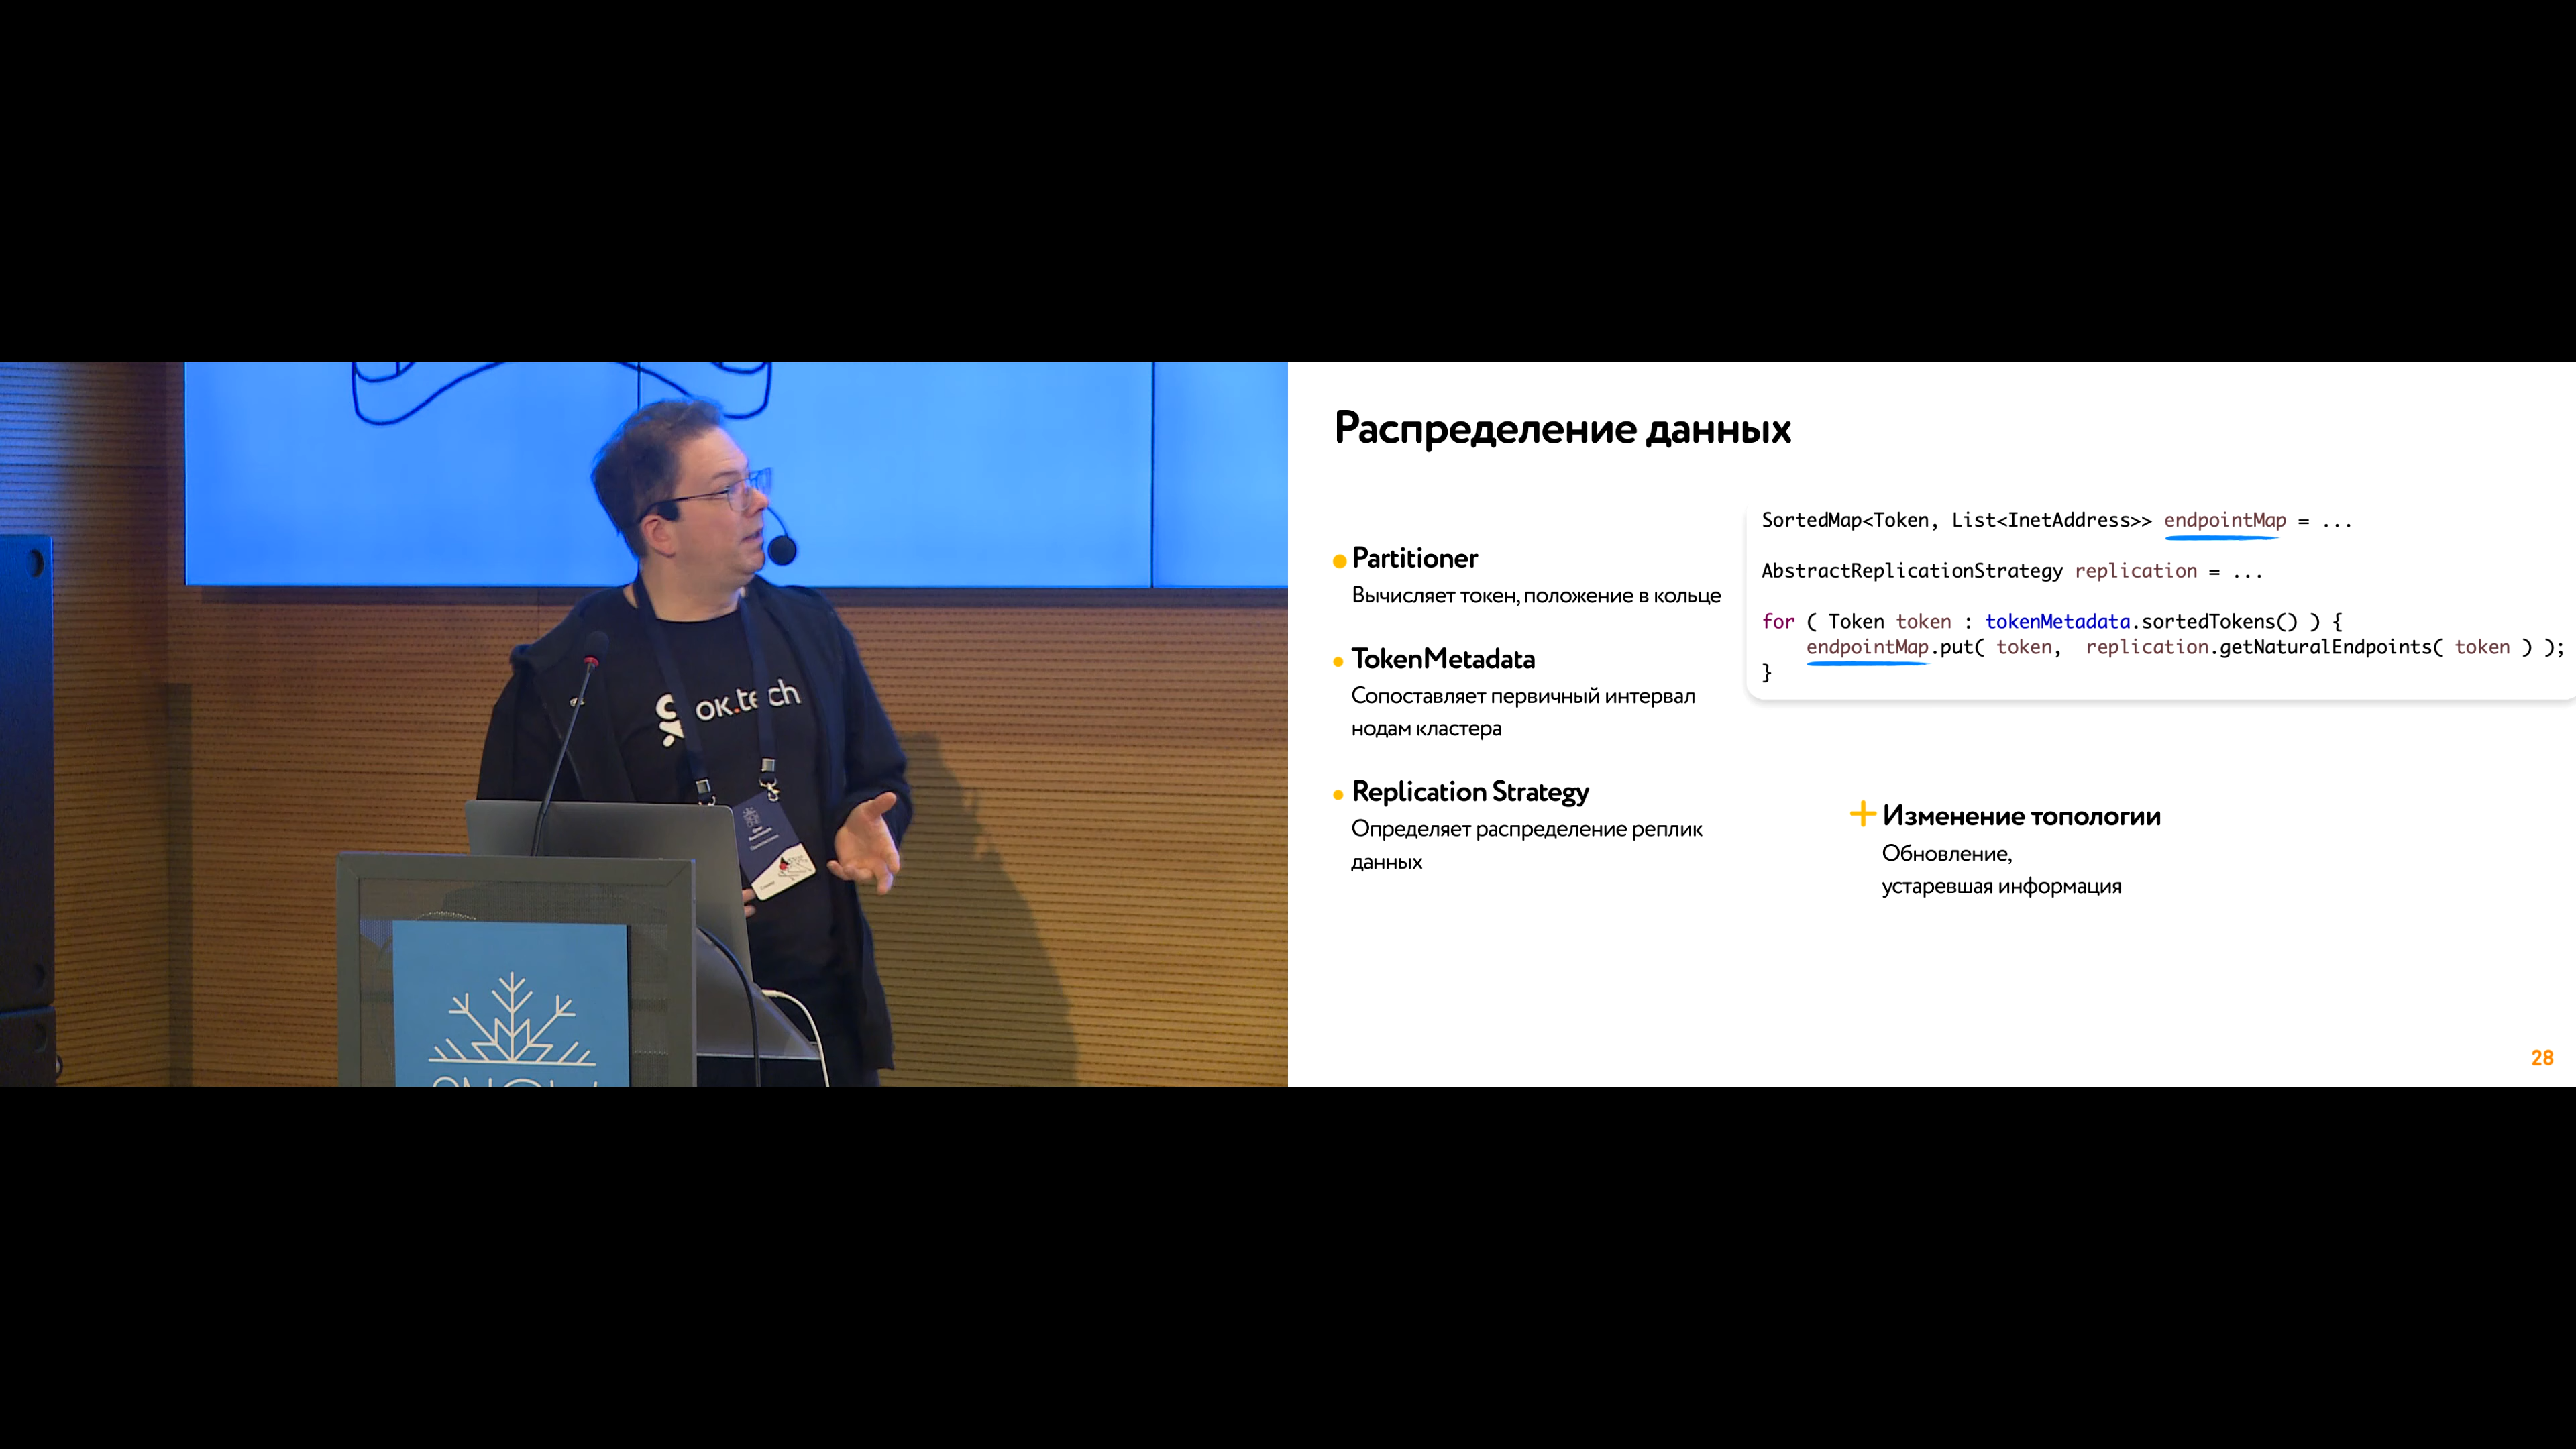 ok.tech
Распределение данных
Partitioner
Вычисляет токен, положение в кольце
TokenMetadata
Сопоставляет первичный интервал
нодам кластера
Replication Strategy
Определяет распределение реплик
данных
SortedMap<Token, List<InetAddress>> endpointMap = ...
AbstractReplicationStrategy replication = ...
for ( Token token : tokenMetadata.sortedTokens() ) {
endpointMap.put( token, replication.getNaturalEndpoints( token ) );
}
+ Изменение топологии
Обновление,
устаревшая информация
28